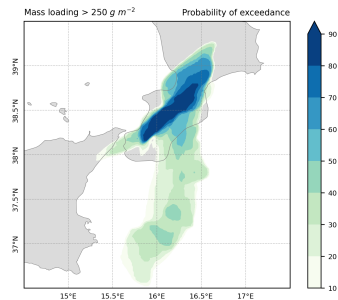 Mass loading > 250 g m⁻²
Probability of exceedance
39°N
38.5°N
38°N
37.5°N
37°N
15°E
15.5°E
16°E
16.5°E
17°E
90
80
70
60
50
40
30
20
10